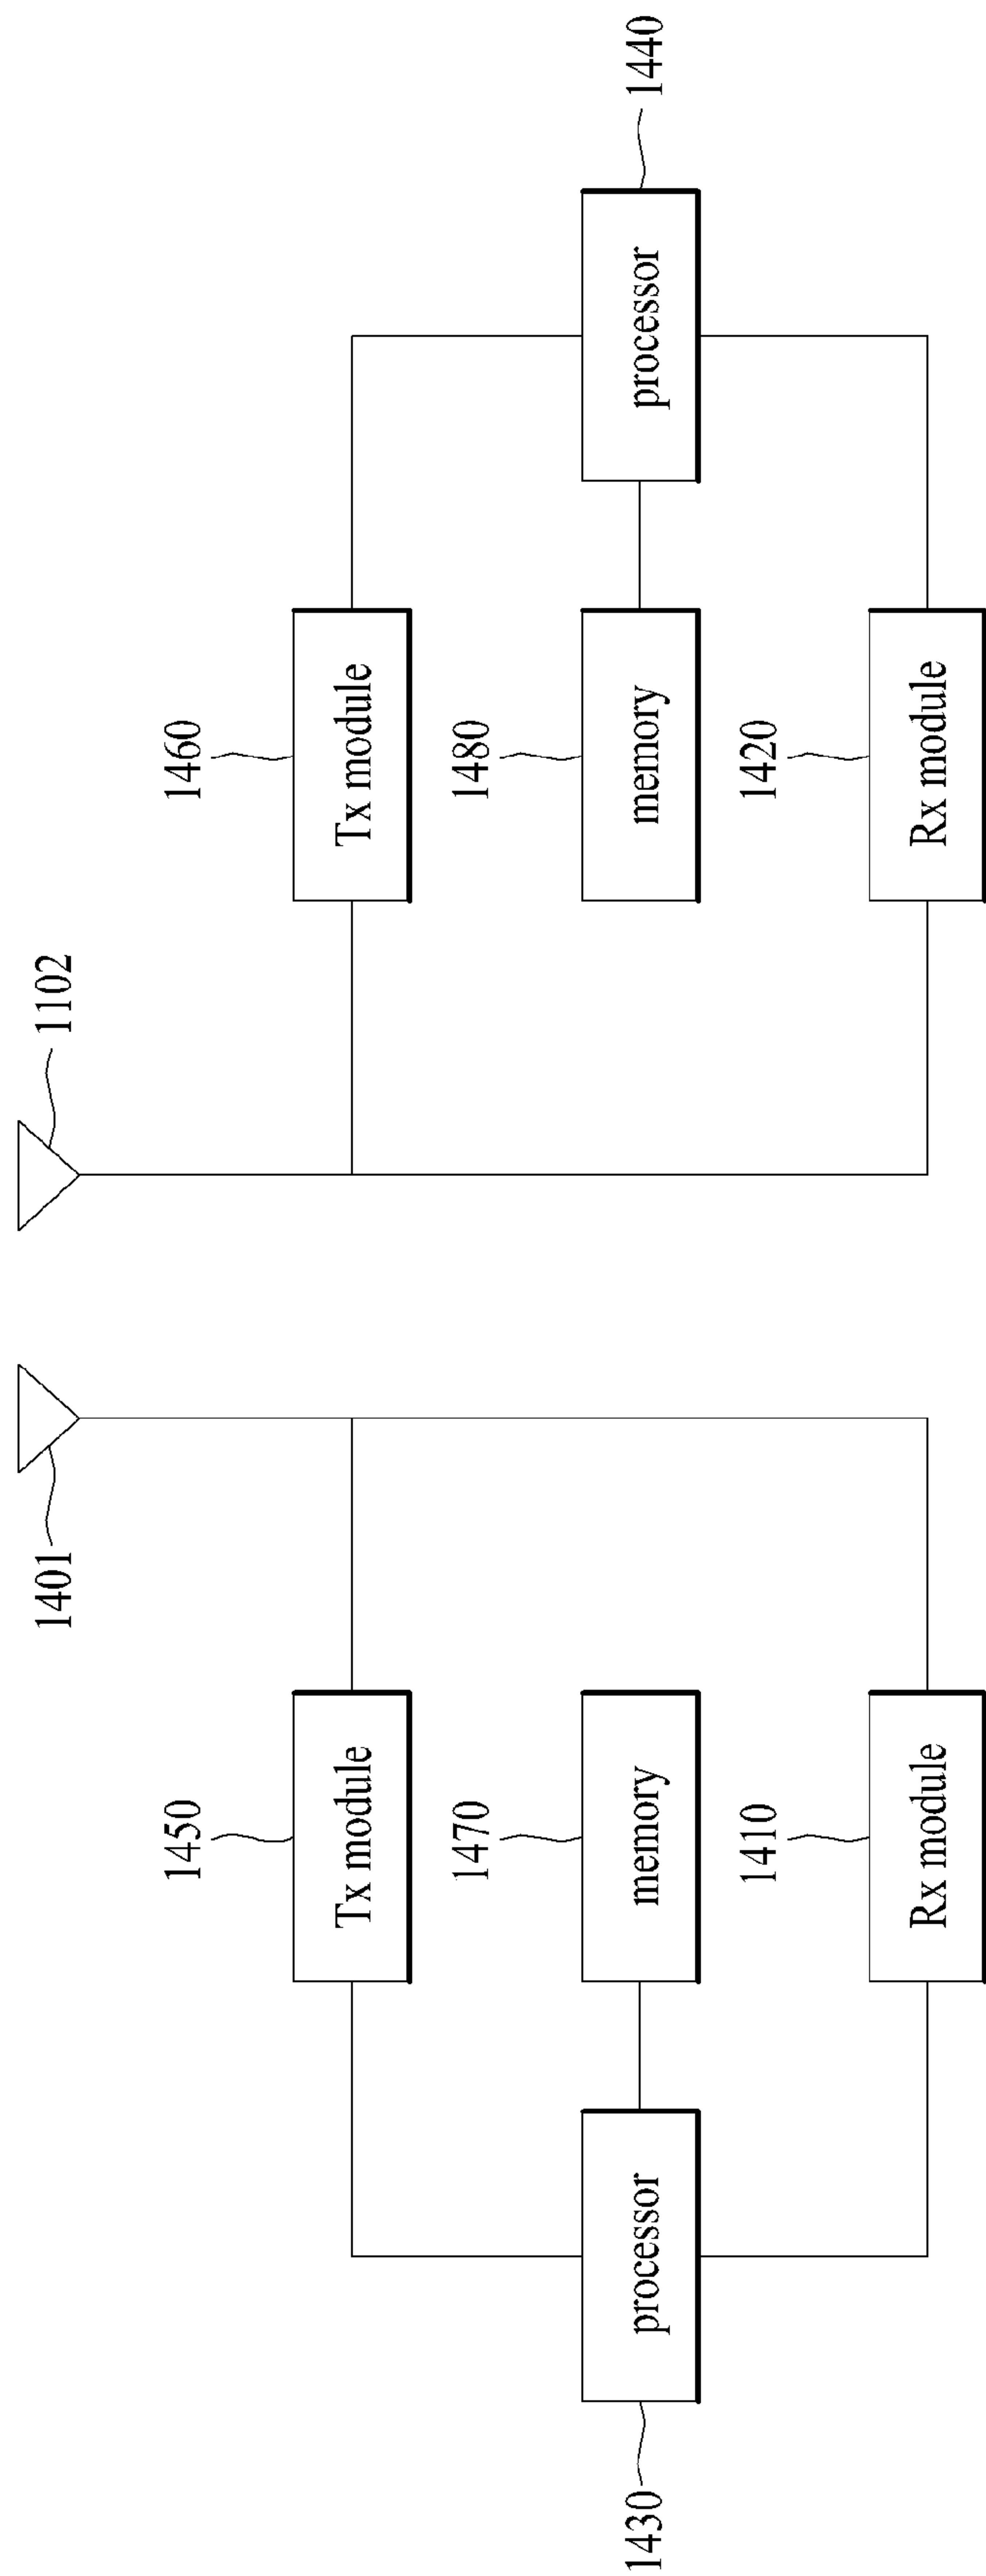 1401
1102
1450
Tx module
1460
Tx module
1430
processor
1470
memory
1480
memory
processor
1440
1410
Rx module
1420
Rx module